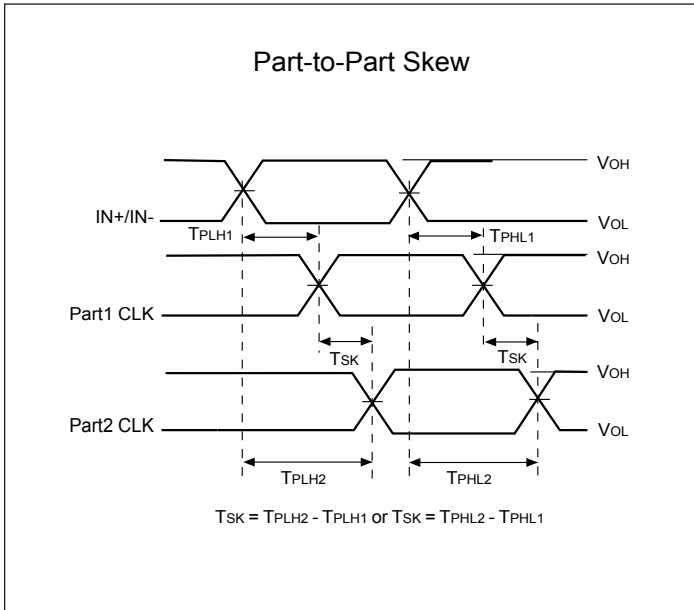 Part-to-Part Skew
VOH
IN+/IN-
VOL
TPLH1
TPHL1
VOH
Part1 CLK
VOL
TSK
TSK
VOH
Part2 CLK
VOL
TPLH2
TPHL2
TSK = TPLH2 - TPLH1 or TSK = TPHL2 - TPHL1